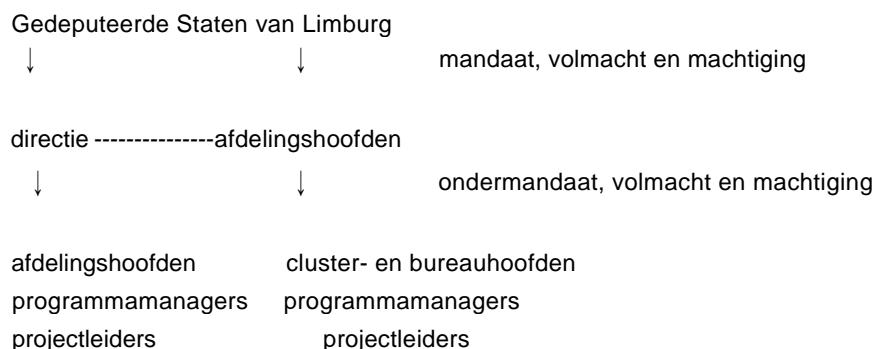 Gedeputeerde Staten van Limburg
↓ ↓ mandaat, volmacht en machtiging
directie ---------------afdelingshoofden
↓ ↓ ondermandaat, volmacht en machtiging
afdelingshoofden cluster- en bureauhoofden
programmamanagers programmamanagers
projectleiders projectleiders